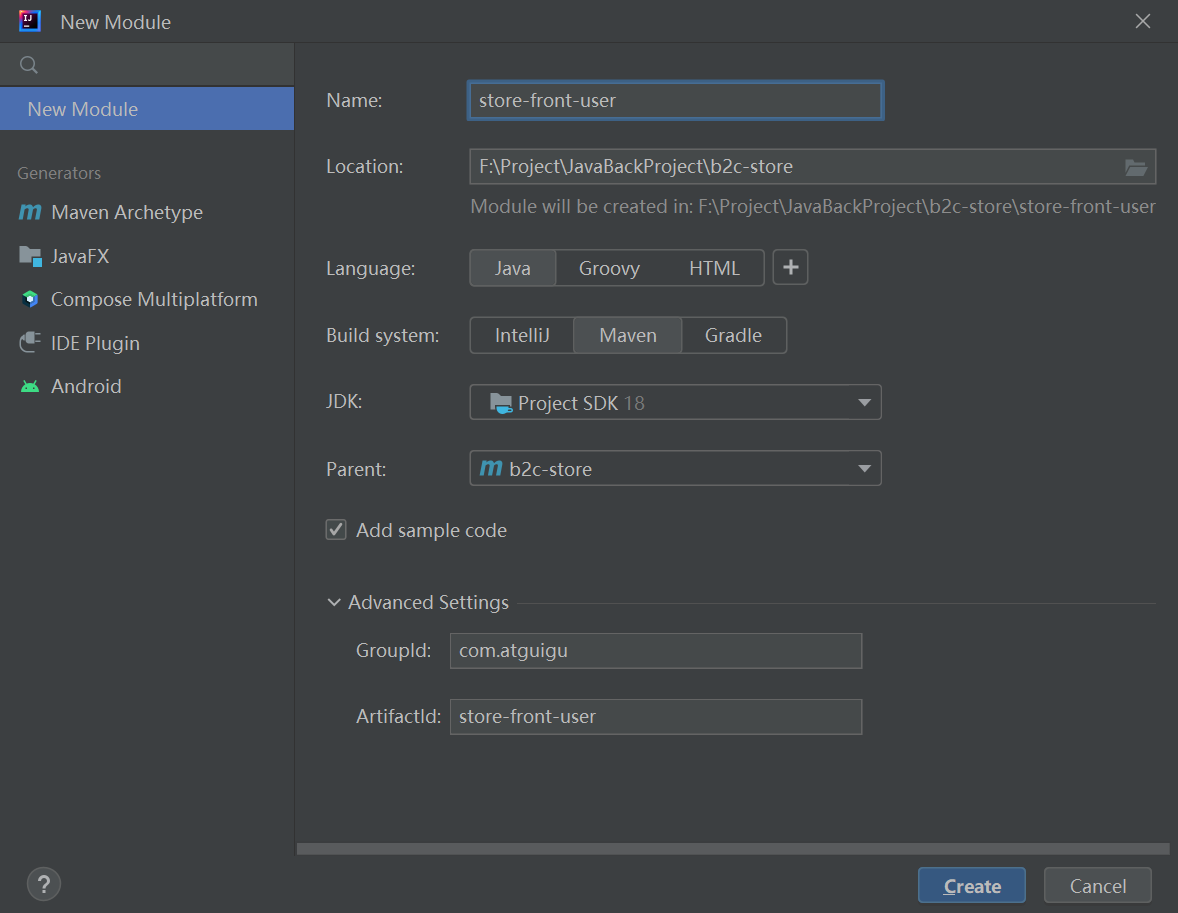 New Module
New Module
Generators
Maven Archetype
JavaFX
Compose Multiplatform
IDE Plugin
Android
Name: store-front-user
Location: F:\Project\JavaBackProject\b2c-store
Module will be created in: F:\Project\JavaBackProject\b2c-store\store-front-user
Language: Java Groovy HTML +
Build system: IntelliJ Maven Gradle
JDK: Project SDK 18
Parent: m b2c-store
Add sample code
Advanced Settings
GroupId: com.atguigu
ArtifactId: store-front-user
? Create Cancel